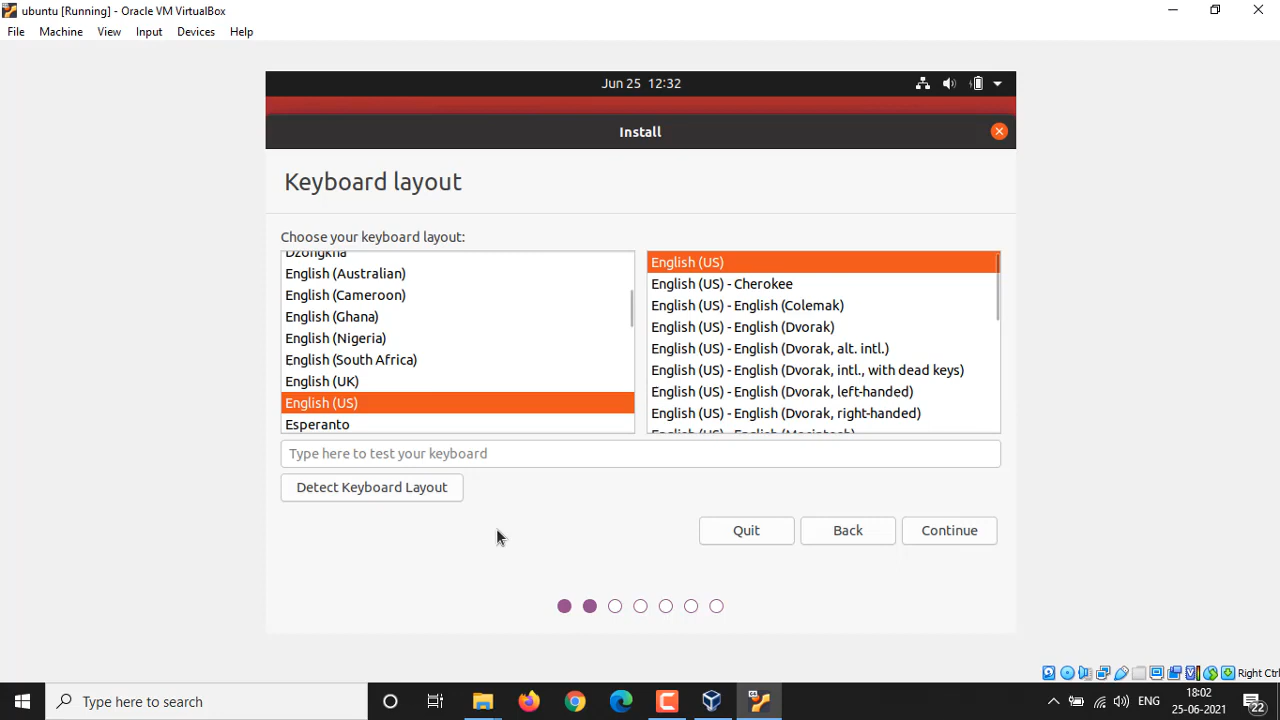 ubuntu [Running] - Oracle VM VirtualBox
File Machine View Input Devices Help
Jun 25 12:32
Install
Keyboard layout
Choose your keyboard layout:
Dzongkha
English (Australian)
English (Cameroon)
English (Ghana)
English (Nigeria)
English (South Africa)
English (UK)
English (US)
Esperanto
English (US)
English (US) - Cherokee
English (US) - English (Colemak)
English (US) - English (Dvorak)
English (US) - English (Dvorak, alt. intl.)
English (US) - English (Dvorak, intl., with dead keys)
English (US) - English (Dvorak, left-handed)
English (US) - English (Dvorak, right-handed)
English (US) - English (Macintosh)
Type here to test your keyboard
Detect Keyboard Layout
Quit Back Continue
Right Ctrl
Type here to search
ENG
18:02
25-06-2021
22